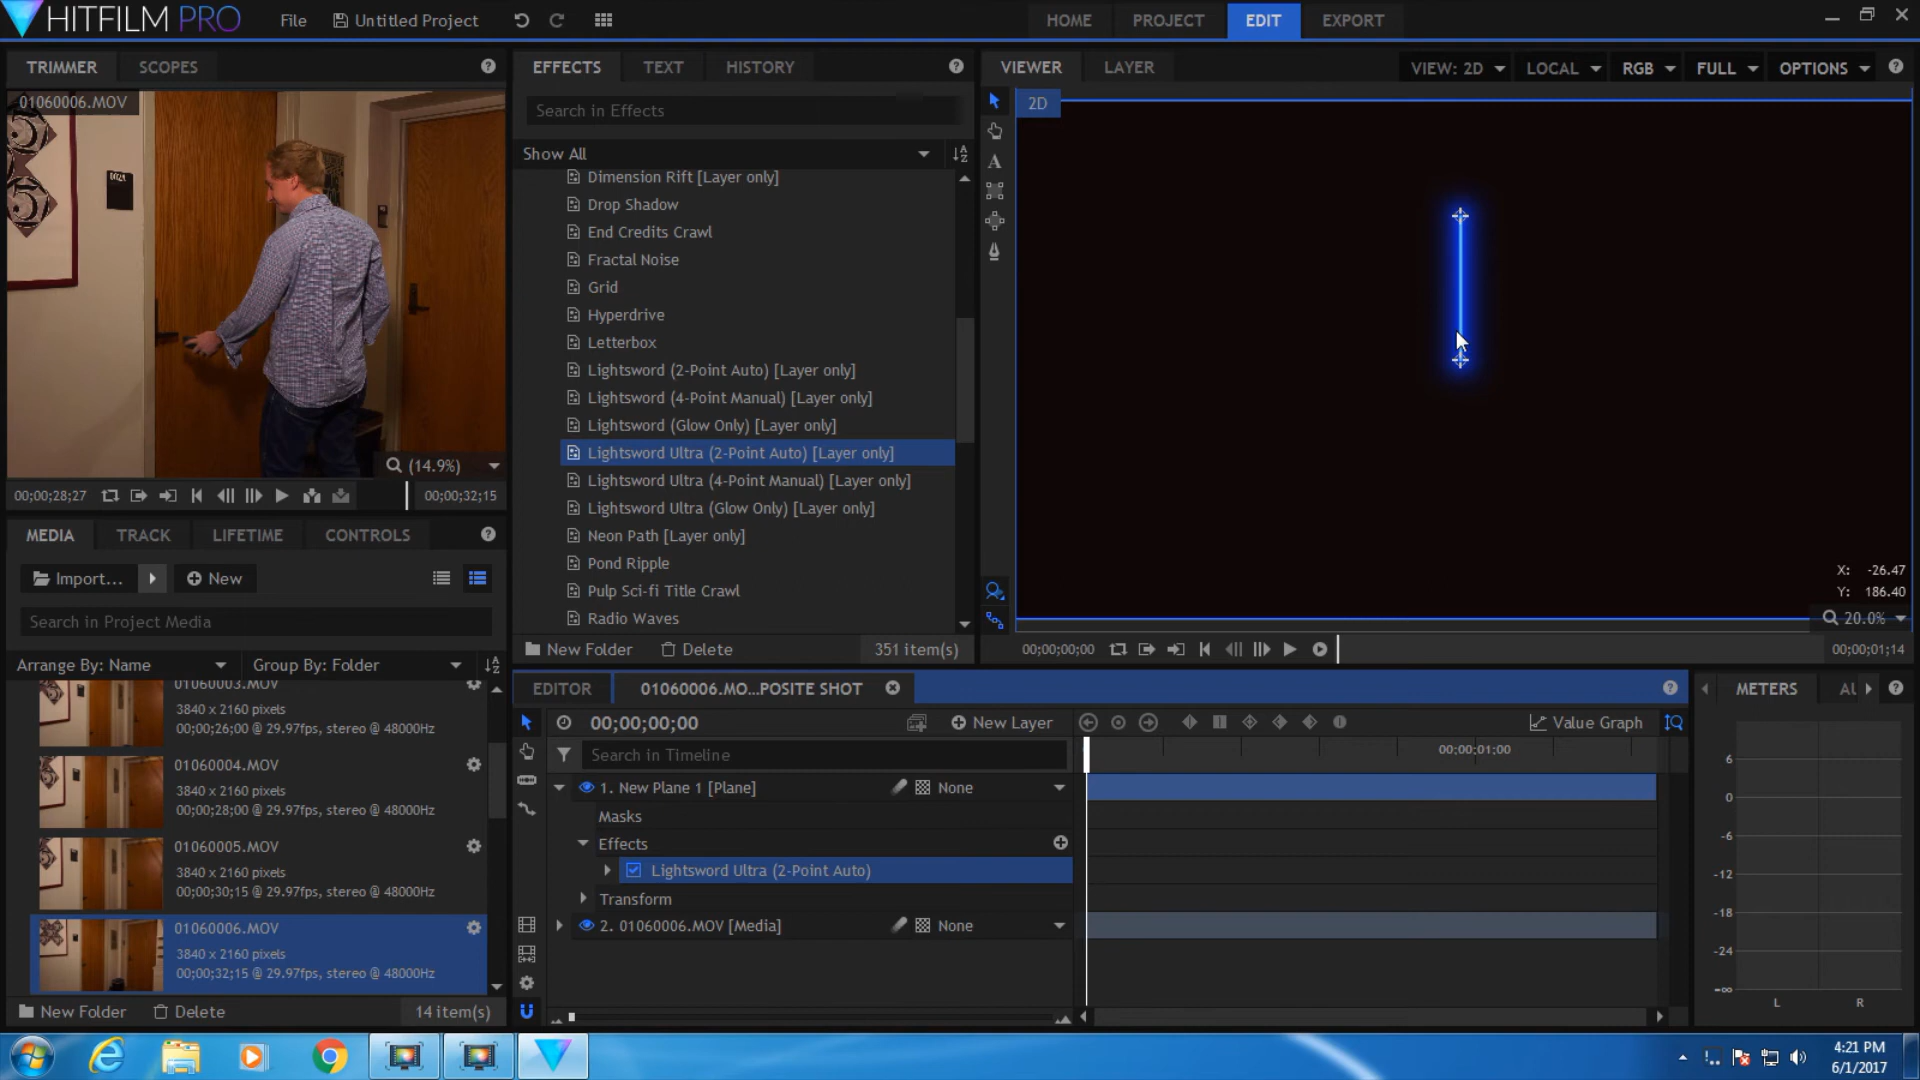 HITFILM PRO
File
Untitled Project
HOME
PROJECT
EDIT
EXPORT
TRIMMER
SCOPES
01060006.MOV
(14.9%)
00;00;28;27
00;00;32;15
MEDIA
TRACK
LIFETIME
CONTROLS
Import...
New
Search in Project Media
Arrange By: Name
Group By: Folder
01060003.MOV
3840 x 2160 pixels
00;00;26;00 @ 29.97fps, stereo @ 48000Hz
01060004.MOV
3840 x 2160 pixels
00;00;28;00 @ 29.97fps, stereo @ 48000Hz
01060005.MOV
3840 x 2160 pixels
00;00;30;15 @ 29.97fps, stereo @ 48000Hz
01060006.MOV
3840 x 2160 pixels
00;00;32;15 @ 29.97fps, stereo @ 48000Hz
New Folder
Delete
14 item(s)
EFFECTS
TEXT
HISTORY
Search in Effects
Show All
Dimension Rift [Layer only]
Drop Shadow
End Credits Crawl
Fractal Noise
Grid
Hyperdrive
Letterbox
Lightsword (2-Point Auto) [Layer only]
Lightsword (4-Point Manual) [Layer only]
Lightsword (Glow Only) [Layer only]
Lightsword Ultra (2-Point Auto) [Layer only]
Lightsword Ultra (4-Point Manual) [Layer only]
Lightsword Ultra (Glow Only) [Layer only]
Neon Path [Layer only]
Pond Ripple
Pulp Sci-fi Title Crawl
Radio Waves
New Folder
Delete
351 item(s)
VIEWER
LAYER
VIEW: 2D
LOCAL
RGB
FULL
OPTIONS
2D
X: -26.47
Y: 186.40
20.0%
00;00;00;00
00;00;01;14
EDITOR
01060006.MO...POSITE SHOT
00;00;00;00
New Layer
Value Graph
Search in Timeline
00;00;01;00
1. New Plane 1 [Plane]
None
Masks
Effects
Lightsword Ultra (2-Point Auto)
Transform
2. 01060006.MOV [Media]
None
METERS
AU
6
0
-6
-12
-18
-24
-∞
L
R
4:21 PM
6/1/2017